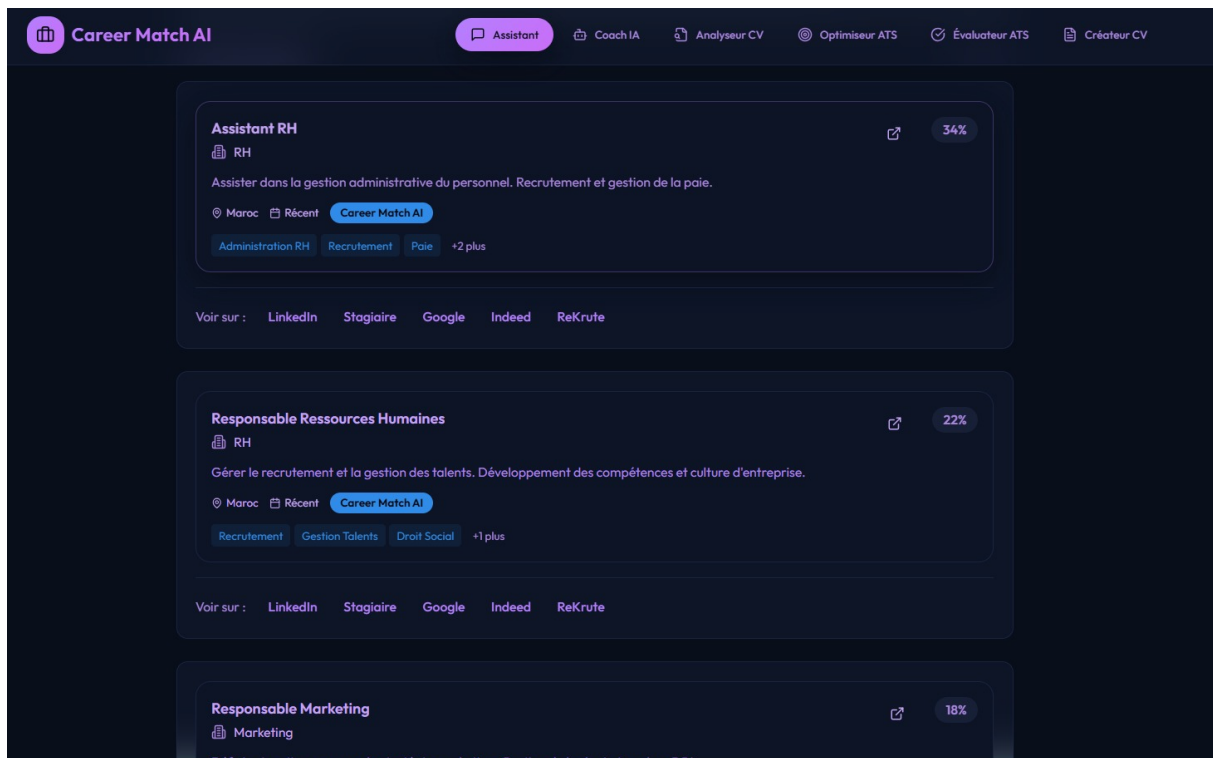 Career Match AI
Assistant
Coach IA
Analyseur CV
Optimiseur ATS
Évaluateur ATS
Créateur CV
Assistant RH
34%
RH
Assister dans la gestion administrative du personnel. Recrutement et gestion de la paie.
Maroc Récent Career Match AI
Administration RH Recrutement Paie +2 plus
Voir sur : LinkedIn Stagiaire Google Indeed ReKrute
Responsable Ressources Humaines
22%
RH
Gérer le recrutement et la gestion des talents. Développement des compétences et culture d'entreprise.
Maroc Récent Career Match AI
Recrutement Gestion Talents Droit Social +1 plus
Voir sur : LinkedIn Stagiaire Google Indeed ReKrute
Responsable Marketing
18%
Marketing